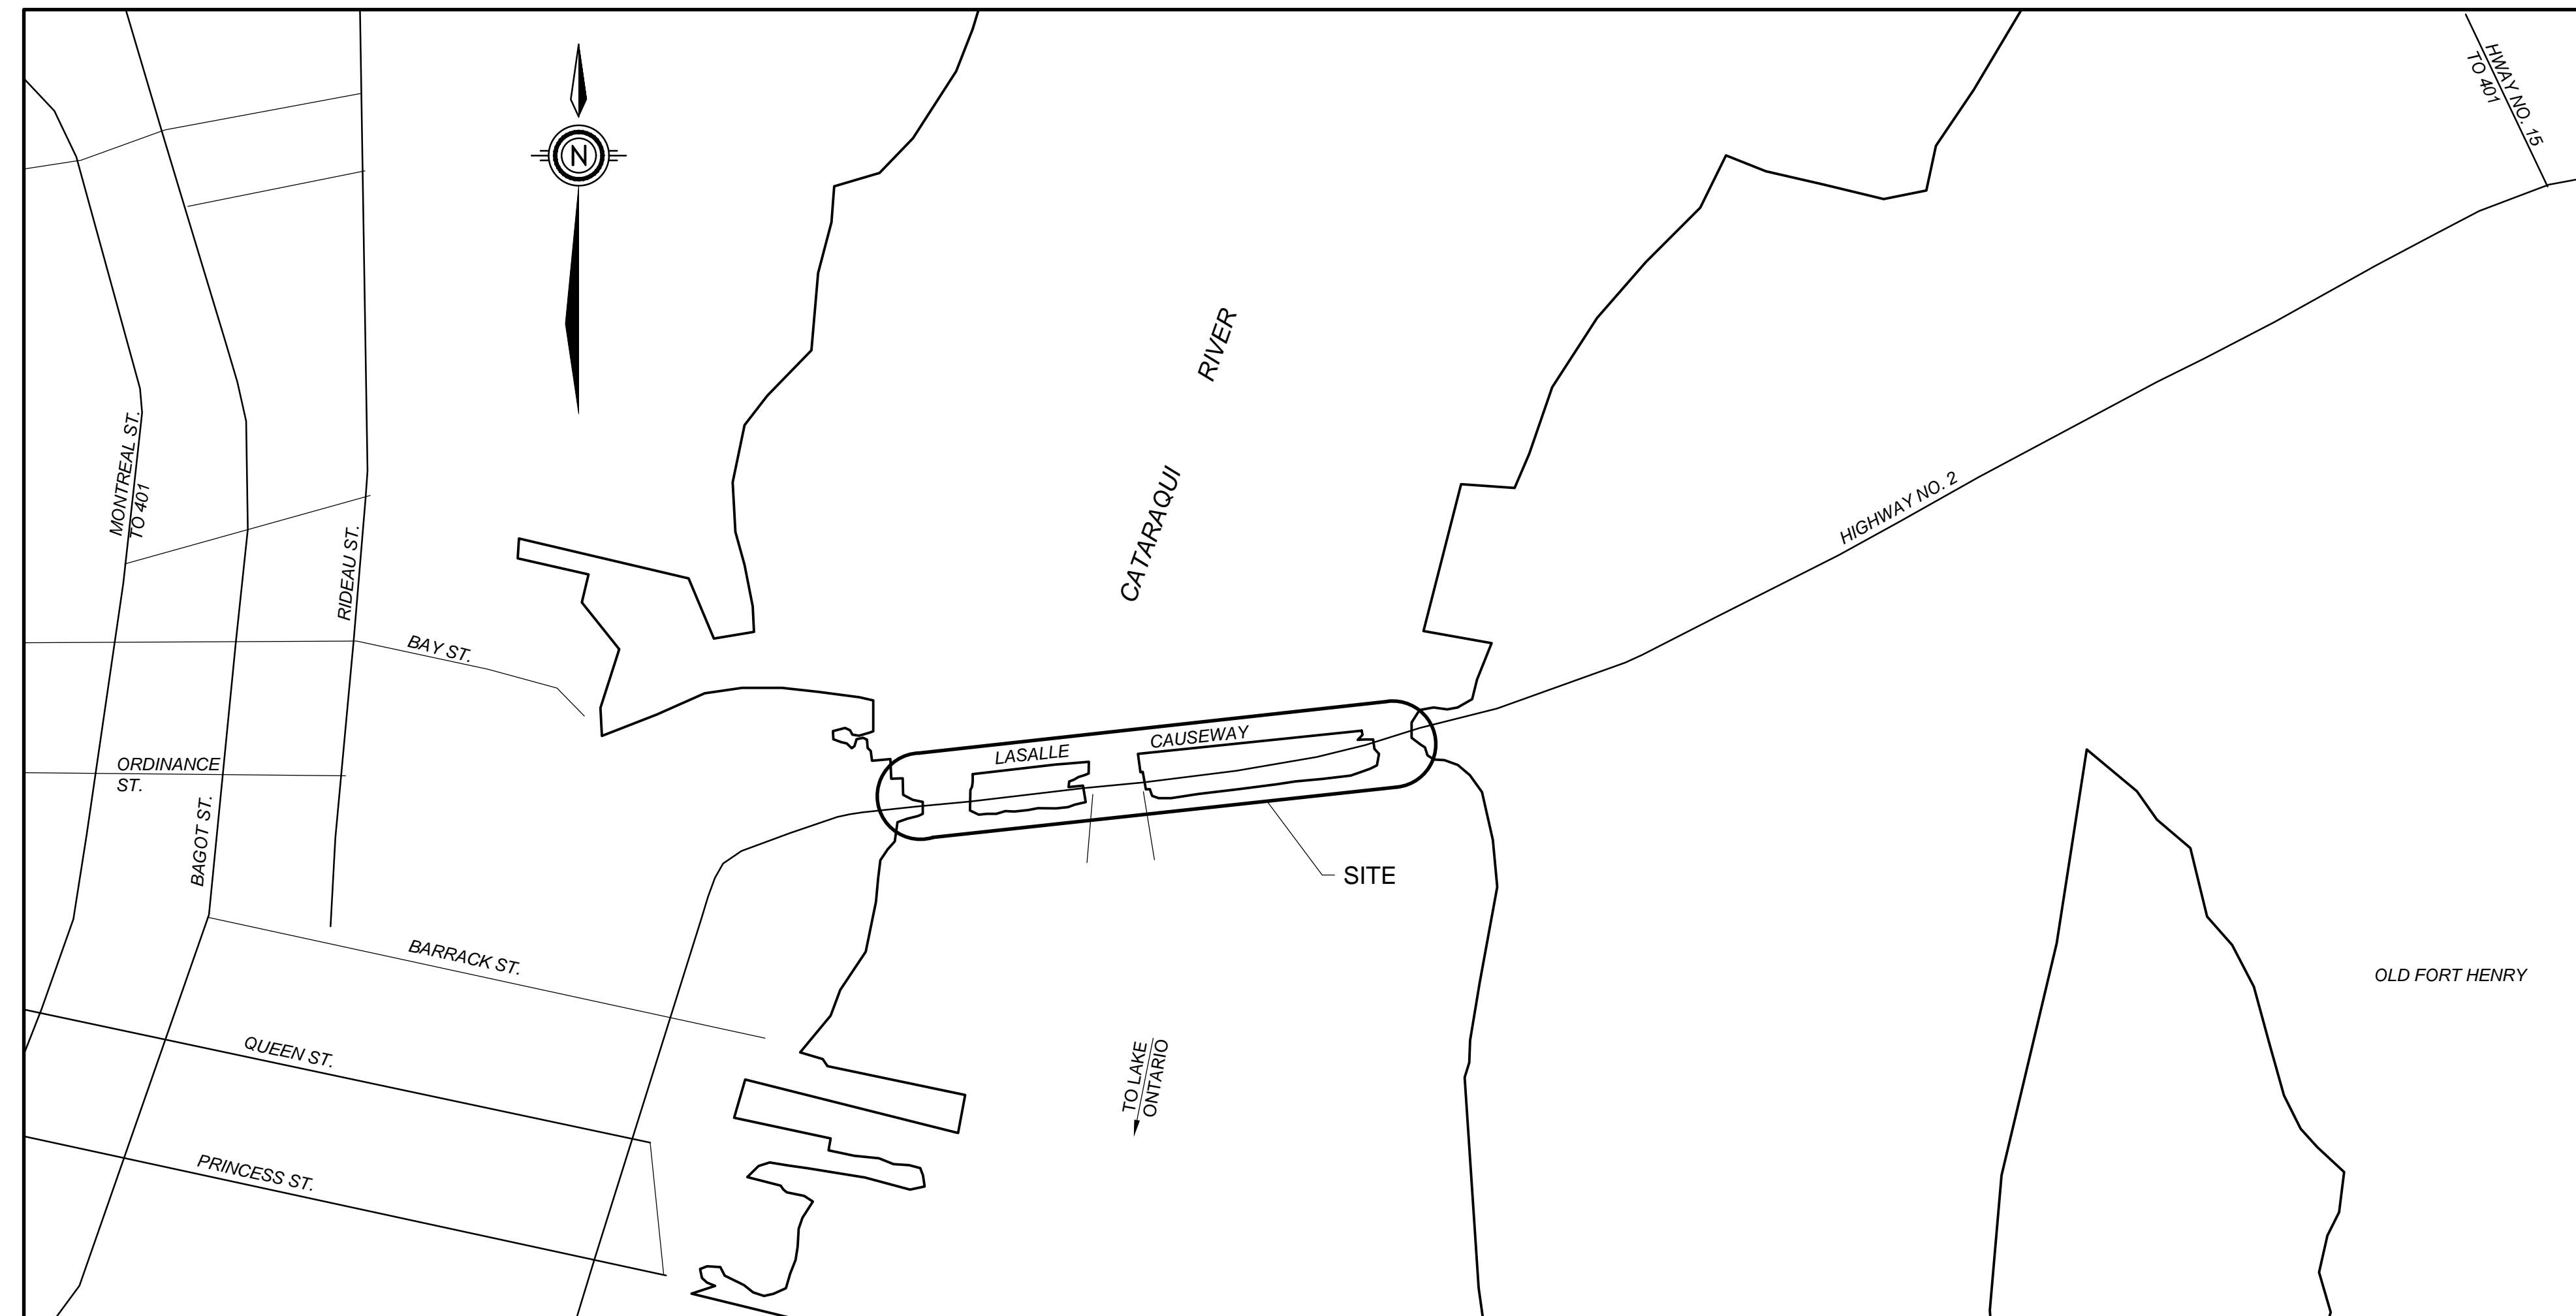 N
HWAY NO. 15
TO 401
RIVER
CATARAQUI
MONTREAL ST.
TO 401
RIDEAU ST.
HIGHWAY NO. 2
BAY ST.
LASALLE
CAUSEWAY
ORDINANCE
ST.
BAGOT ST.
SITE
BARRACK ST.
OLD FORT HENRY
QUEEN ST.
TO LAKE
ONTARIO
PRINCESS ST.